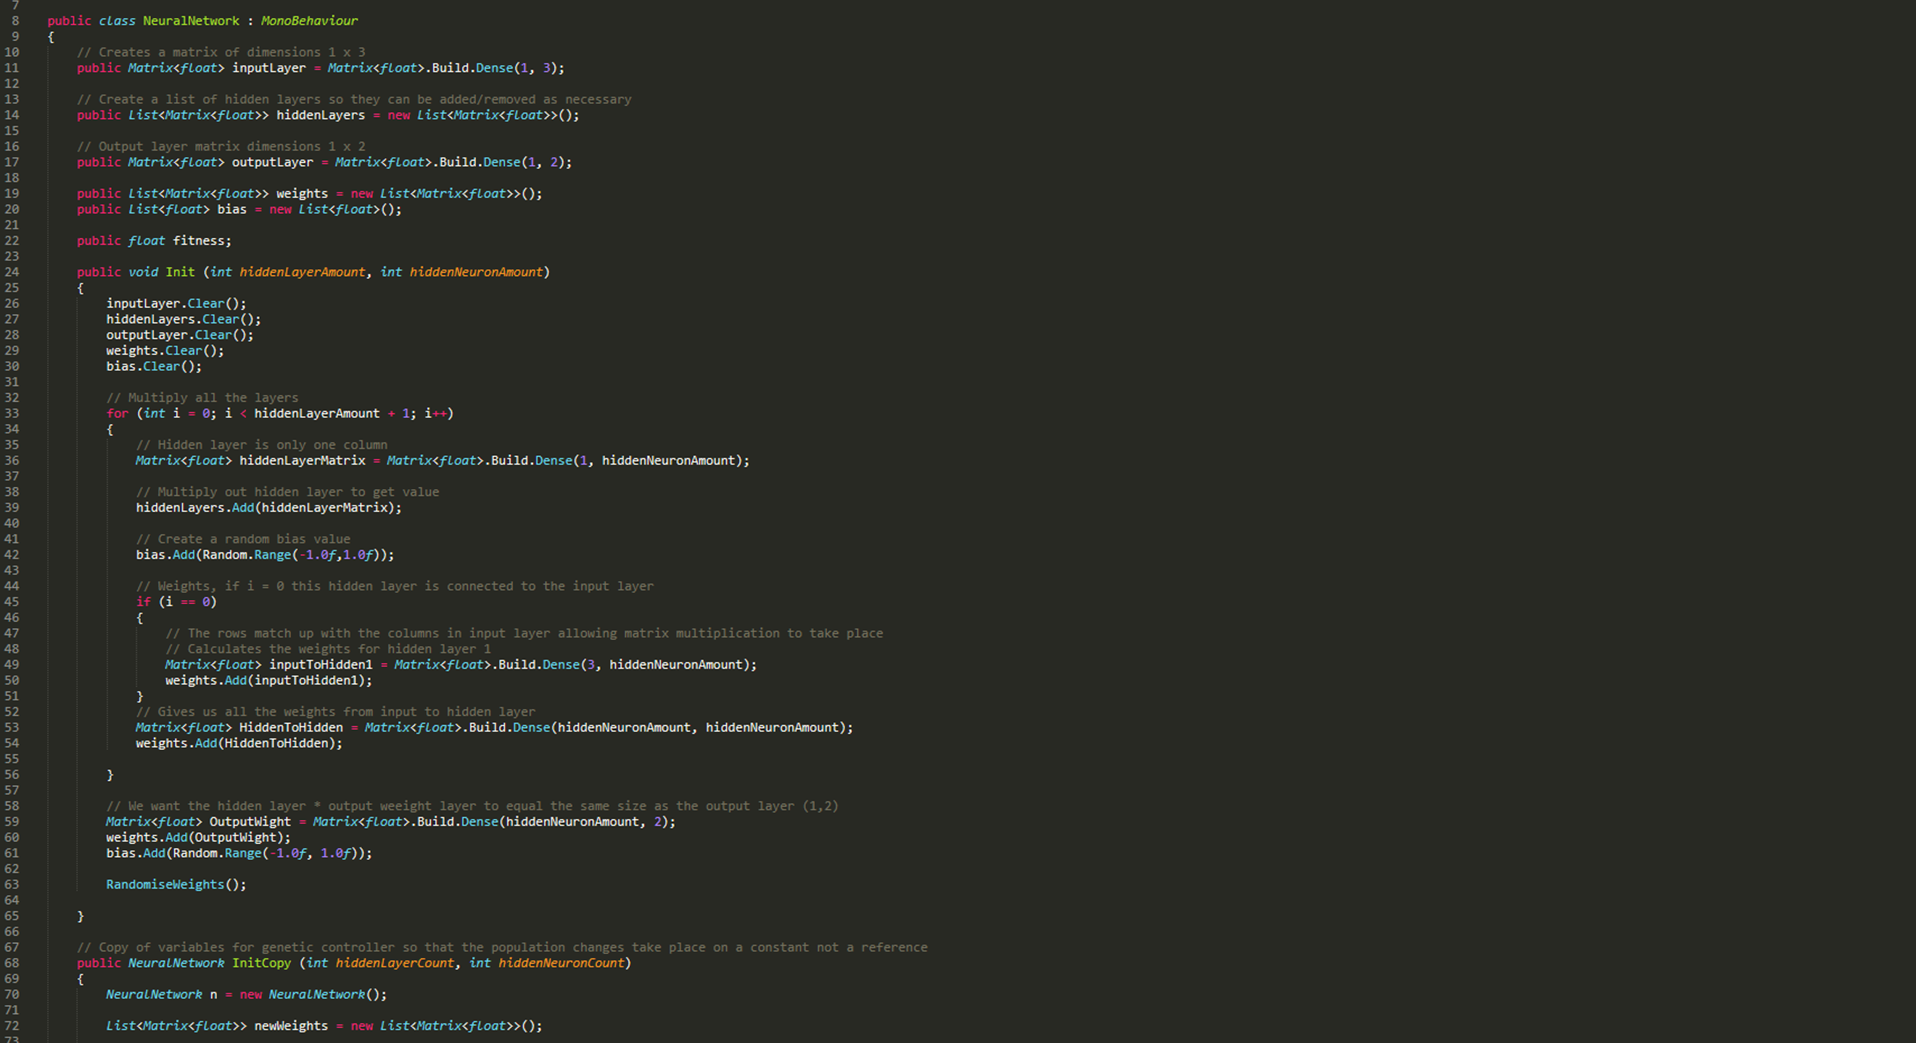 7
8 public class NeuralNetwork : MonoBehaviour
9 {
10 // Creates a matrix of dimensions 1 x 3
11 public Matrix<float> inputLayer = Matrix<float>.Build.Dense(1, 3);
12
13 // Create a list of hidden layers so they can be added/removed as necessary
14 public List<Matrix<float>> hiddenLayers = new List<Matrix<float>>();
15
16 // Output layer matrix dimensions 1 x 2
17 public Matrix<float> outputLayer = Matrix<float>.Build.Dense(1, 2);
18
19 public List<Matrix<float>> weights = new List<Matrix<float>>();
20 public List<float> bias = new List<float>();
21
22 public float fitness;
23
24 public void Init (int hiddenLayerAmount, int hiddenNeuronAmount)
25 {
26 inputLayer.Clear();
27 hiddenLayers.Clear();
28 outputLayer.Clear();
29 weights.Clear();
30 bias.Clear();
31
32 // Multiply all the layers
33 for (int i = 0; i < hiddenLayerAmount + 1; i++)
34 {
35 // Hidden layer is only one column
36 Matrix<float> hiddenLayerMatrix = Matrix<float>.Build.Dense(1, hiddenNeuronAmount);
37
38 // Multiply out hidden layer to get value
39 hiddenLayers.Add(hiddenLayerMatrix);
40
41 // Create a random bias value
42 bias.Add(Random.Range(-1.0f,1.0f));
43
44 // Weights, if i = 0 this hidden layer is connected to the input layer
45 if (i == 0)
46 {
47 // The rows match up with the columns in input layer allowing matrix multiplication to take place
48 // Calculates the weights for hidden layer 1
49 Matrix<float> inputToHidden1 = Matrix<float>.Build.Dense(3, hiddenNeuronAmount);
50 weights.Add(inputToHidden1);
51 }
52 // Gives us all the weights from input to hidden layer
53 Matrix<float> HiddenToHidden = Matrix<float>.Build.Dense(hiddenNeuronAmount, hiddenNeuronAmount);
54 weights.Add(HiddenToHidden);
55
56 }
57
58 // We want the hidden layer * output weeight layer to equal the same size as the output layer (1,2)
59 Matrix<float> OutputWight = Matrix<float>.Build.Dense(hiddenNeuronAmount, 2);
60 weights.Add(OutputWight);
61 bias.Add(Random.Range(-1.0f, 1.0f));
62
63 RandomiseWeights();
64
65 }
66
67 // Copy of variables for genetic controller so that the population changes take place on a constant not a reference
68 public NeuralNetwork InitCopy (int hiddenLayerCount, int hiddenNeuronCount)
69 {
70 NeuralNetwork n = new NeuralNetwork();
71
72 List<Matrix<float>> newWeights = new List<Matrix<float>>();
73